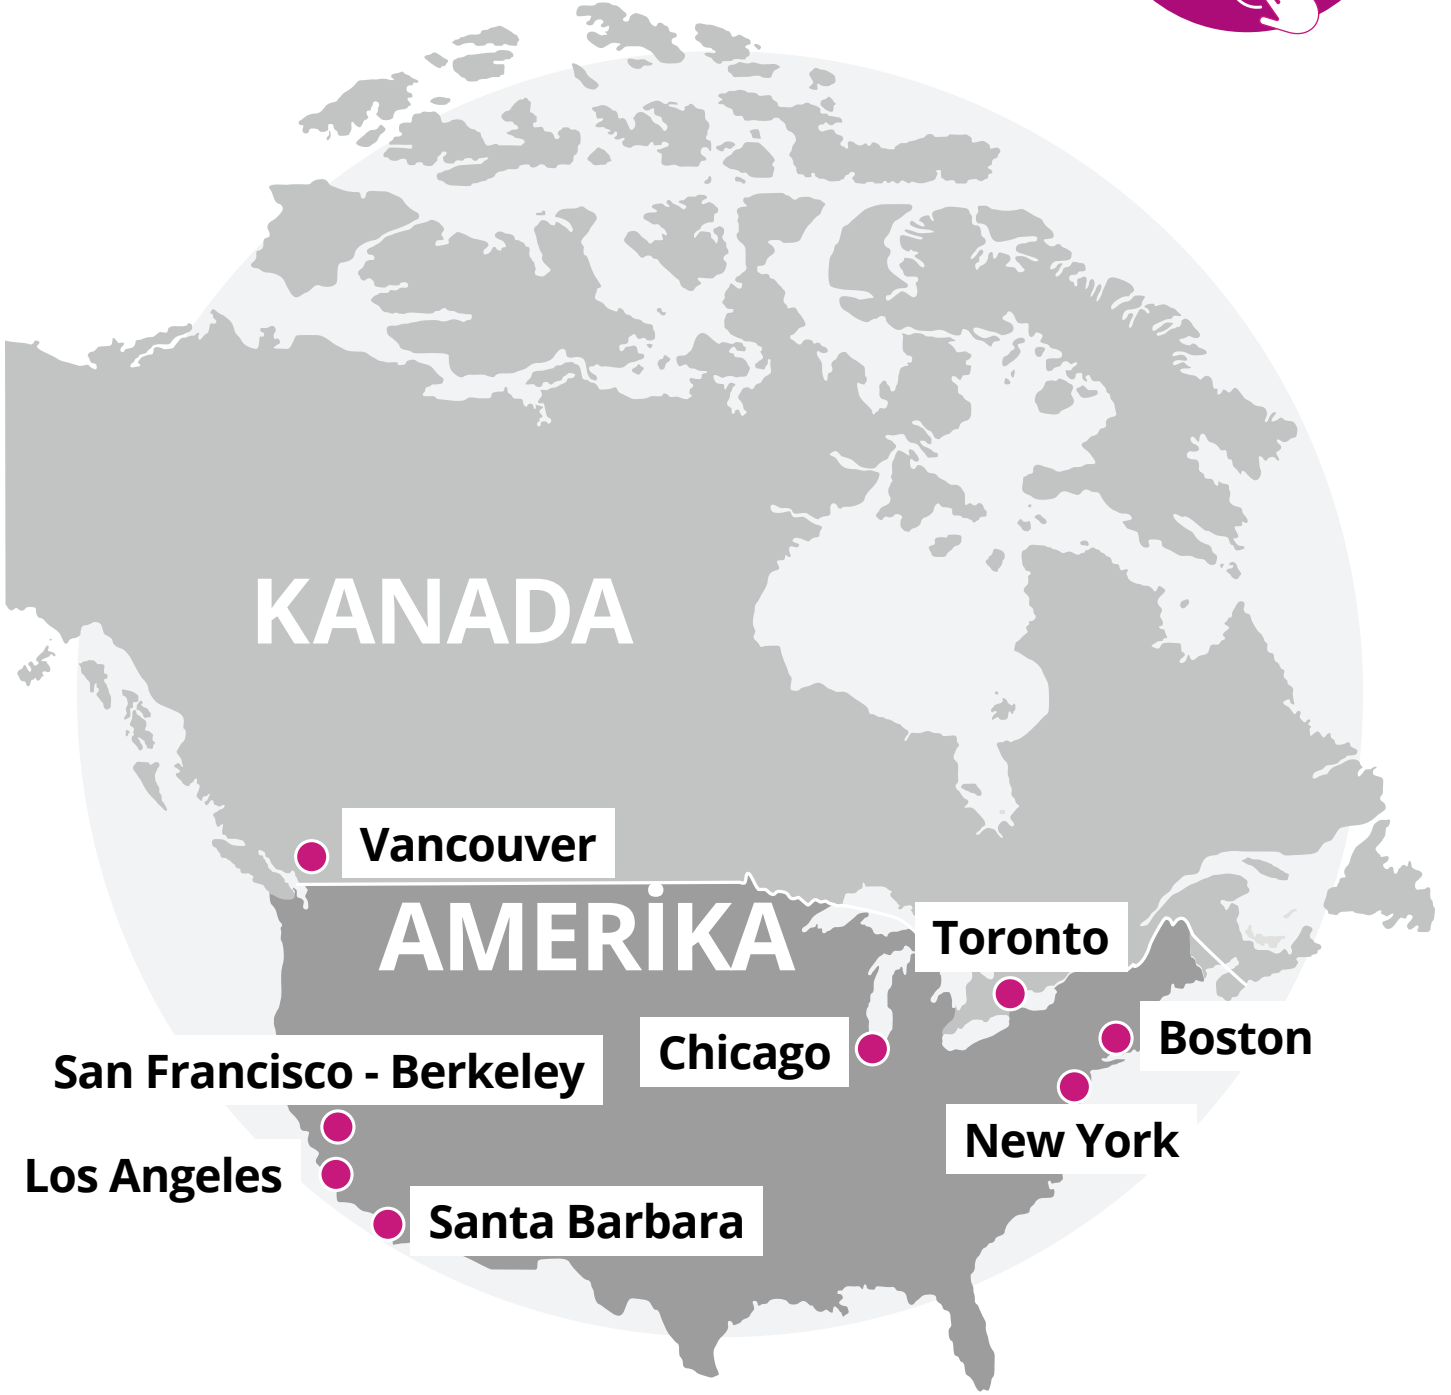 KANADA
Vancouver
AMERİKA
Toronto
Chicago
Boston
San Francisco - Berkeley
New York
Los Angeles
Santa Barbara